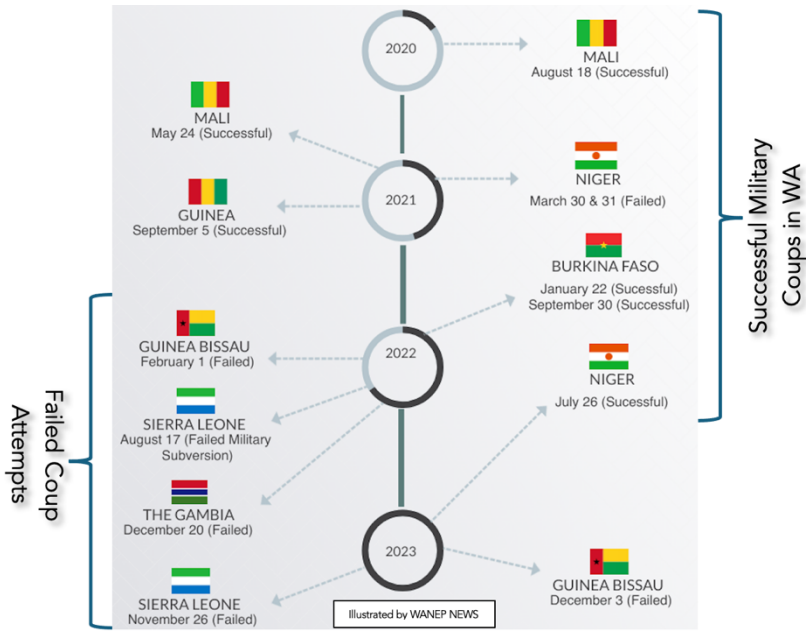 2020
MALI
August 18 (Successful)
MALI
May 24 (Successful)
2021
NIGER
March 30 & 31 (Failed)
GUINEA
September 5 (Successful)
BURKINA FASO
January 22 (Sucessful)
September 30 (Successful)
2022
GUINEA BISSAU
February 1 (Failed)
NIGER
July 26 (Sucessful)
SIERRA LEONE
August 17 (Failed Military
Subversion)
THE GAMBIA
December 20 (Failed)
2023
GUINEA BISSAU
December 3 (Failed)
SIERRA LEONE
November 26 (Failed)
Illustrated by WANEP NEWS
Failed Coup
Attempts
Successful Military
Coups in WA